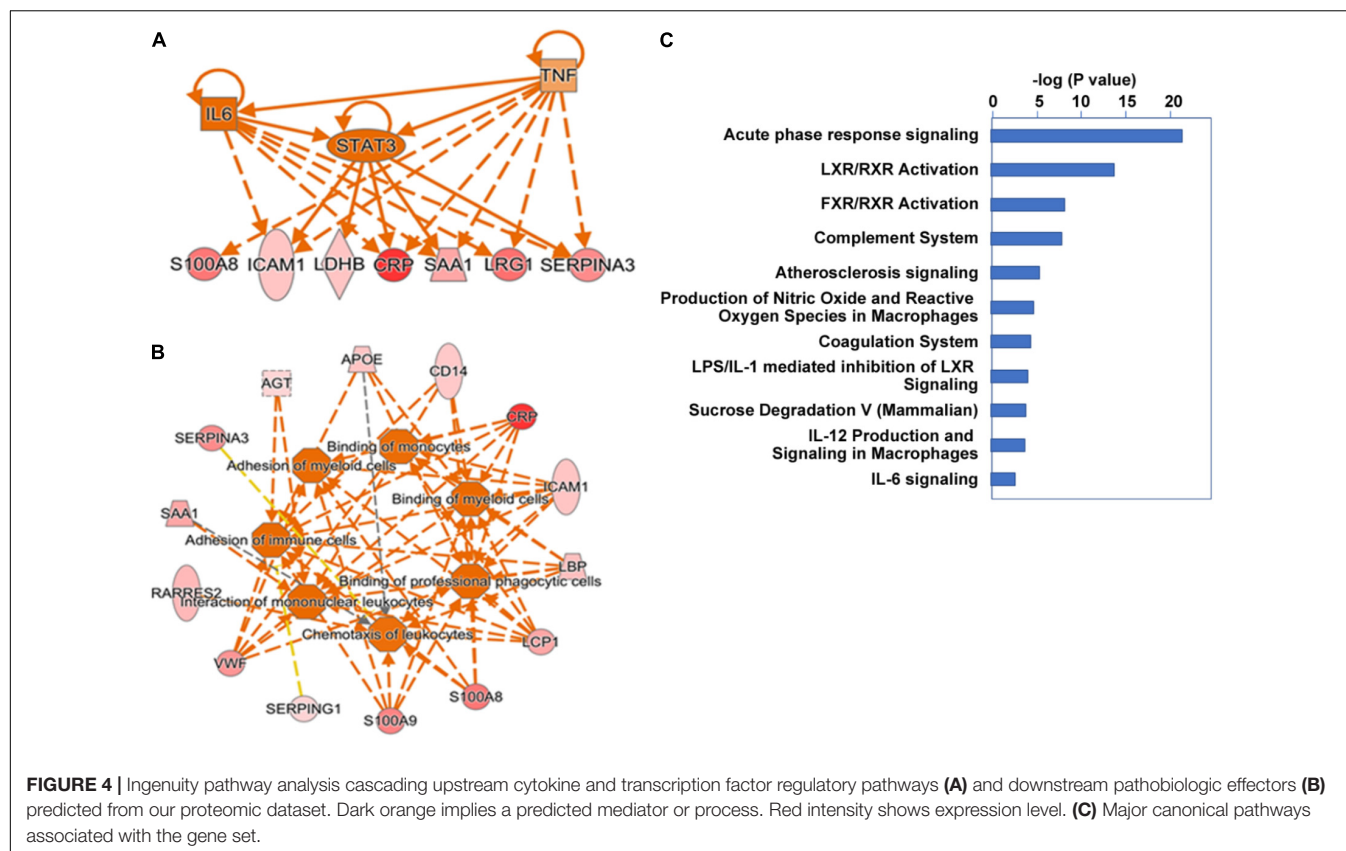 A
TNF
IL6
STAT3
S100A8 ICAM1 LDHB CRP SAA1 LRG1 SERPINA3
B
APOE
CD14
AGT
CRP
SERPINA3
Binding of monocytes
Adhesion of myeloid cells
ICAM1
Binding of myeloid cells
SAA1
Adhesion of immune cells
LBP
Binding of professional phagocytic cells
RARRES2
Interaction of mononuclear leukocytes
Chemotaxis of leukocytes
LCP1
VWF
S100A8
SERPING1
S100A9
C
-log (P value)
0 5 10 15 20
Acute phase response signaling
LXR/RXR Activation
FXR/RXR Activation
Complement System
Atherosclerosis signaling
Production of Nitric Oxide and Reactive
Oxygen Species in Macrophages
Coagulation System
LPS/IL-1 mediated inhibition of LXR
Signaling
Sucrose Degradation V (Mammalian)
IL-12 Production and
Signaling in Macrophages
IL-6 signaling
FIGURE 4 | Ingenuity pathway analysis cascading upstream cytokine and transcription factor regulatory pathways (A) and downstream pathobiologic effectors (B)
predicted from our proteomic dataset. Dark orange implies a predicted mediator or process. Red intensity shows expression level. (C) Major canonical pathways
associated with the gene set.